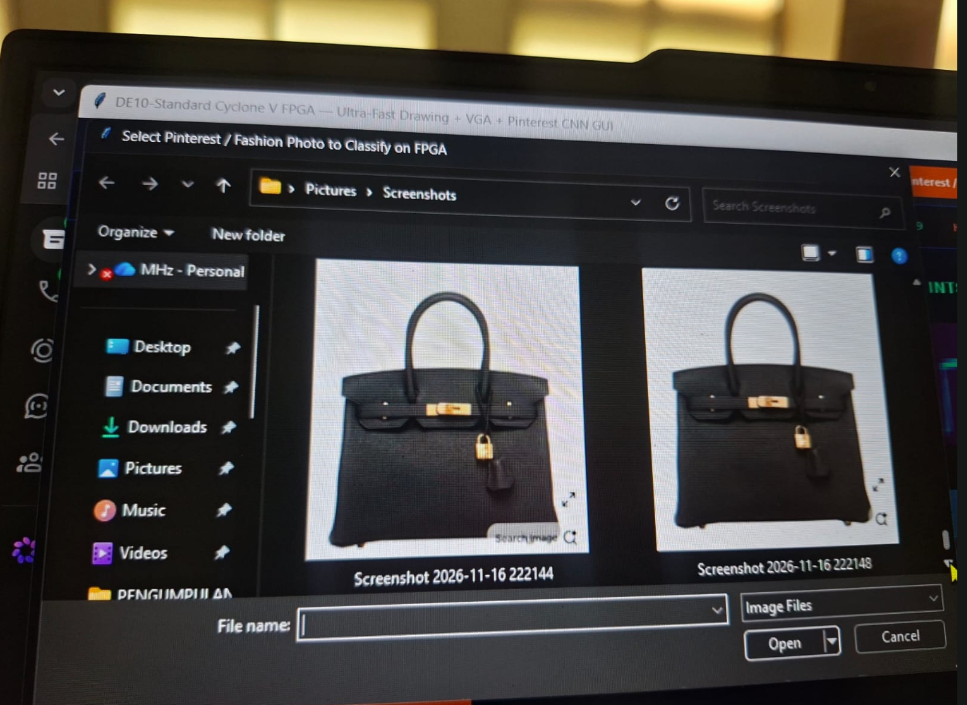 DE10-Standard Cyclone V FPGA — Ultra-Fast Drawing + VGA + Pinterest CNN GUI
Select Pinterest / Fashion Photo to Classify on FPGA
nterest /
Pictures > Screenshots
Search Screenshots
Organize
New folder
MHz - Personal
INT
Desktop
Documents
Downloads
Pictures
Music
Videos
PENGUMPULAN
Search image
Screenshot 2026-11-16 222144
Screenshot 2026-11-16 222148
File name:
Image Files
Open
Cancel